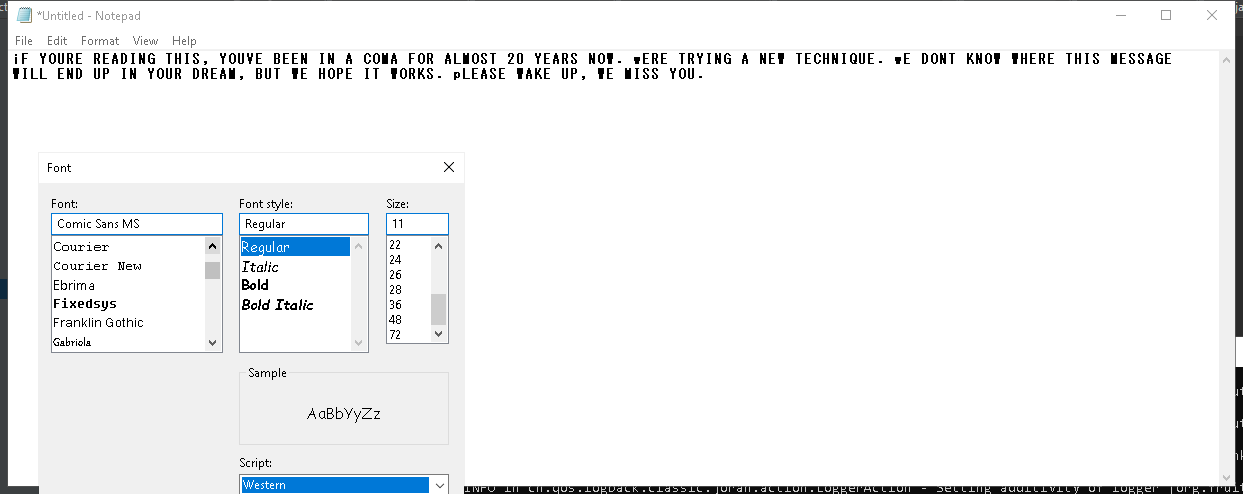 *Untitled - Notepad
File Edit Format View Help
iF YOURE READING THIS, YOUVE BEEN IN A COMA FOR ALMOST 20 YEARS NOW. wERE TRYING A NEW TECHNIQUE. wE DONT KNOW WHERE THIS MESSAGE
WILL END UP IN YOUR DREAM, BUT WE HOPE IT WORKS. pLEASE WAKE UP, WE MISS YOU.
Font
Font: Font style: Size:
Comic Sans MS Regular 11
Courier
Courier New
Ebrima
Fixedsys
Franklin Gothic
Gabriola
Regular
Italic
Bold
Bold Italic
22
24
26
28
36
48
72
Sample
AaBbYyZz
Script:
Western
INFO in ch.qos.logback.classic.joran.action.LoggerAction - Setting additivity of logger